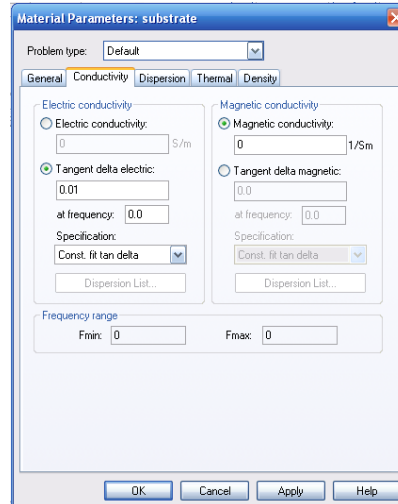 Material Parameters: substrate
Problem type: Default
General Conductivity Dispersion Thermal Density
Electric conductivity Magnetic conductivity
Electric conductivity: Magnetic conductivity:
0 S/m 0 1/Sm
Tangent delta electric: Tangent delta magnetic:
0.01 0.0
at frequency: 0.0 at frequency: 0.0
Specification: Specification:
Const. fit tan delta Const. fit tan delta
Dispersion List... Dispersion List...
Frequency range
Fmin: 0 Fmax: 0
OK Cancel Apply Help